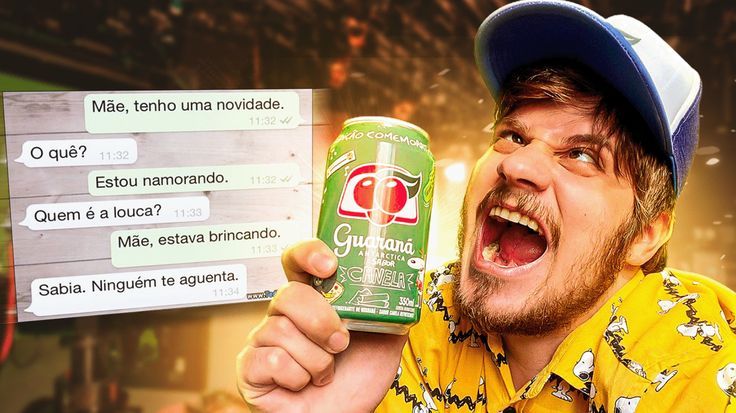 Mãe, tenho uma novidade.
11:32
O quê?
11:32
Estou namorando.
11:32
Quem é a louca?
11:33
Mãe, estava brincando.
11:33
Sabia. Ninguém te aguenta.
11:34
Guaraná
ANTARCTICA
SABOR
CANELA
350ml